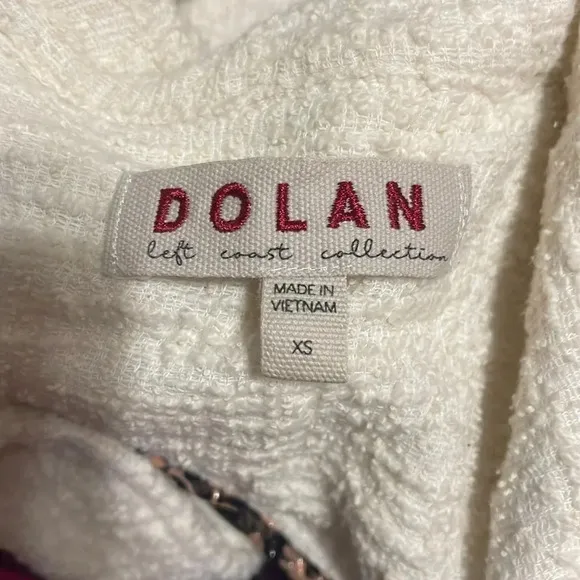 DOLAN
left coast collection
MADE IN
VIETNAM
XS